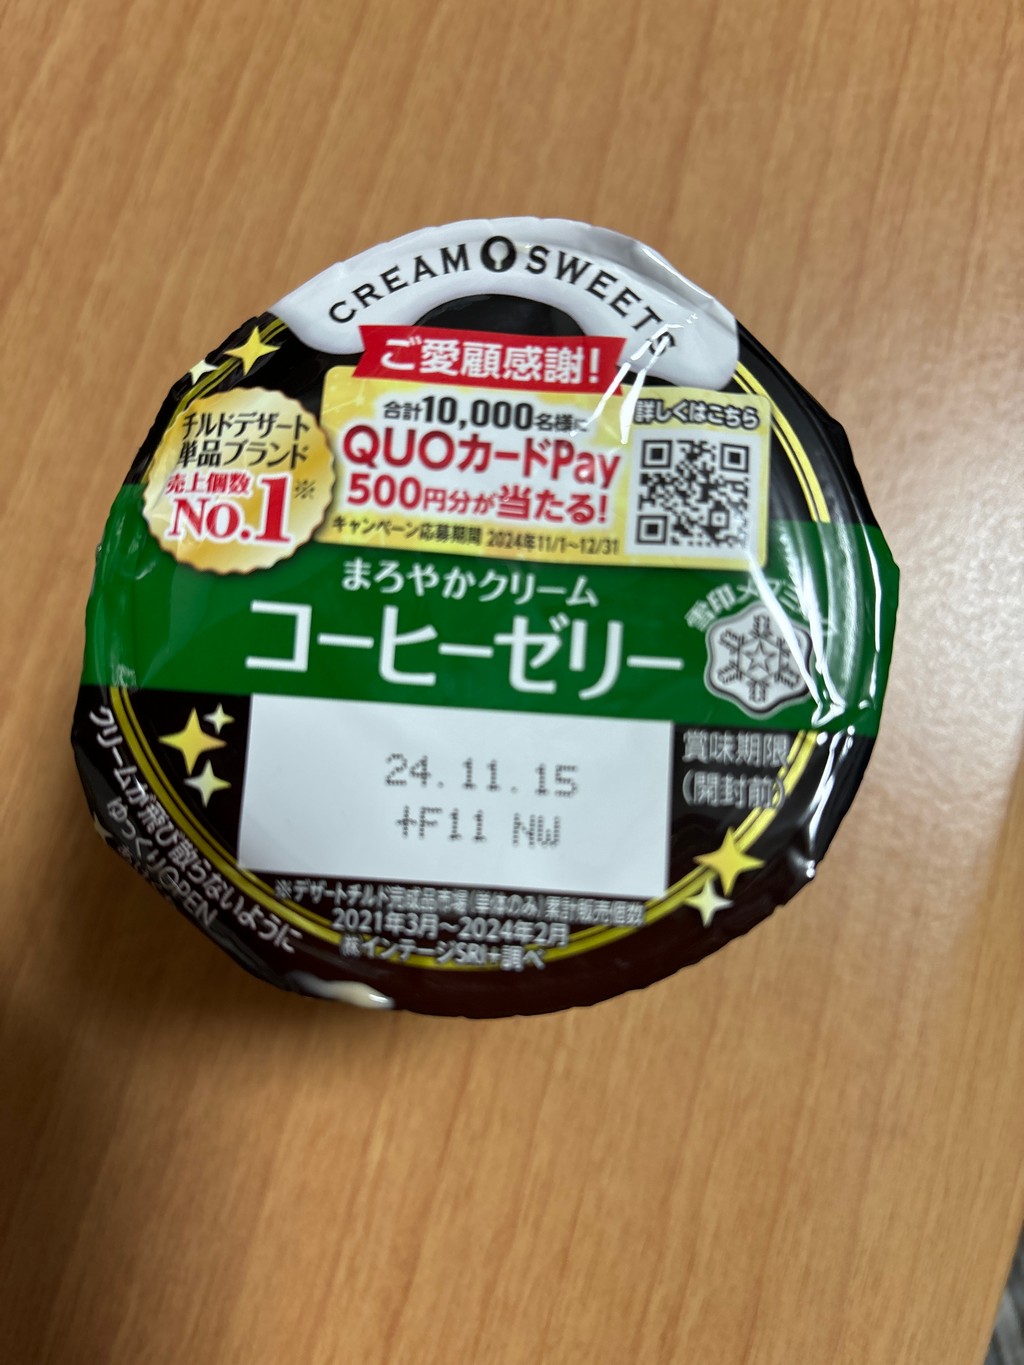 CREAM SWEETS
ご愛顧感謝!
チルドデザート
単品ブランド
売上個数
No.1※
合計10,000名様に
QUOカードPay
500円分が当たる!
キャンペーン応募期間 2024年11/1~12/31
詳しくはこちら
まろやかクリーム
コーヒーゼリー
雪印メグミルク
24.11.15
+F11 NW
賞味期限
(開封前)
クリームが飛び散らないように
ゆっくりOPEN
※デザートチルド完成品市場(単体のみ)累計販売個数
2021年3月~2024年2月
㈱インテージSRI+調べ